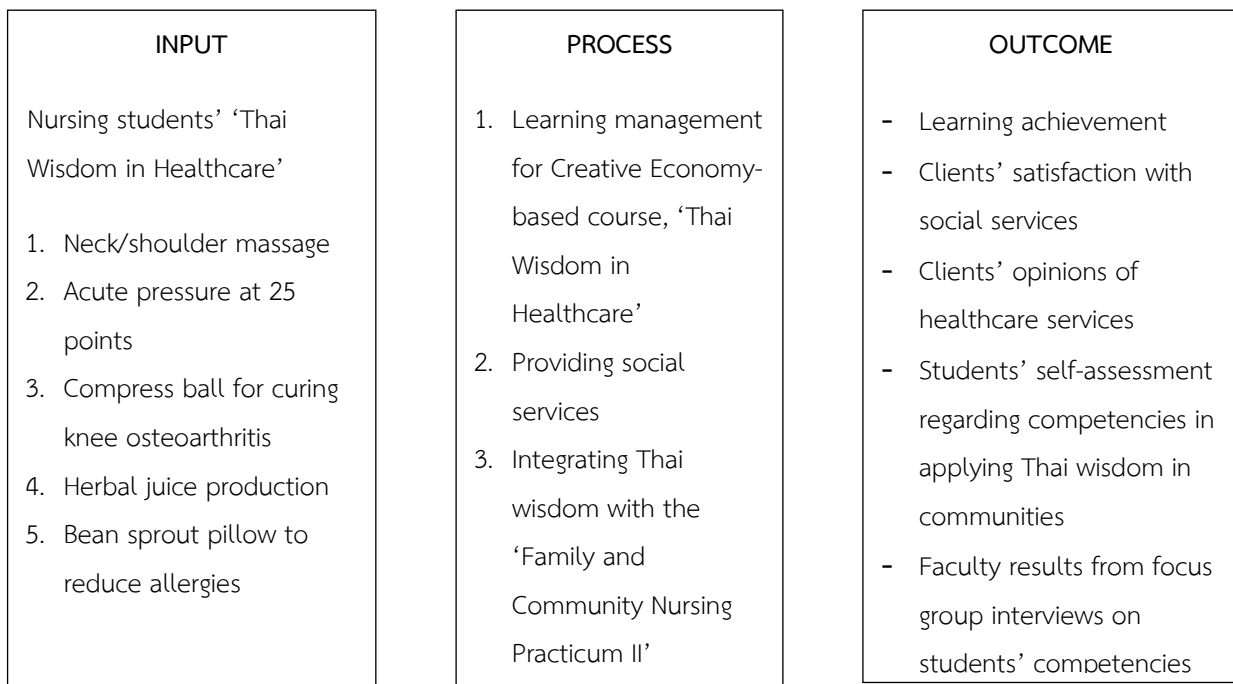 INPUT
Nursing students’ ‘Thai
Wisdom in Healthcare’
1. Neck/shoulder massage
2. Acute pressure at 25
points
3. Compress ball for curing
knee osteoarthritis
4. Herbal juice production
5. Bean sprout pillow to
reduce allergies
PROCESS
1. Learning management
for Creative Economy-
based course, ‘Thai
Wisdom in
Healthcare’
2. Providing social
services
3. Integrating Thai
wisdom with the
‘Family and
Community Nursing
Practicum II’
OUTCOME
- Learning achievement
- Clients’ satisfaction with
social services
- Clients’ opinions of
healthcare services
- Students’ self-assessment
regarding competencies in
applying Thai wisdom in
communities
- Faculty results from focus
group interviews on
students’ competencies